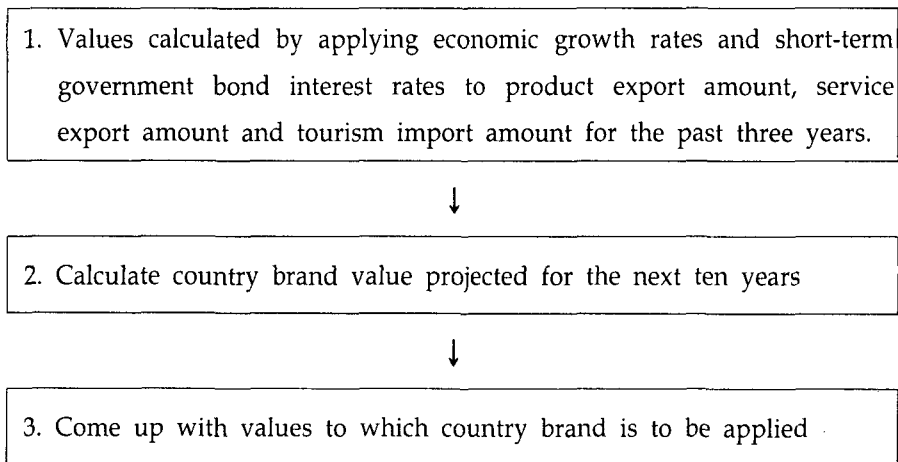 1. Values calculated by applying economic growth rates and short-term
government bond interest rates to product export amount, service
export amount and tourism import amount for the past three years.
↓
2. Calculate country brand value projected for the next ten years
↓
3. Come up with values to which country brand is to be applied